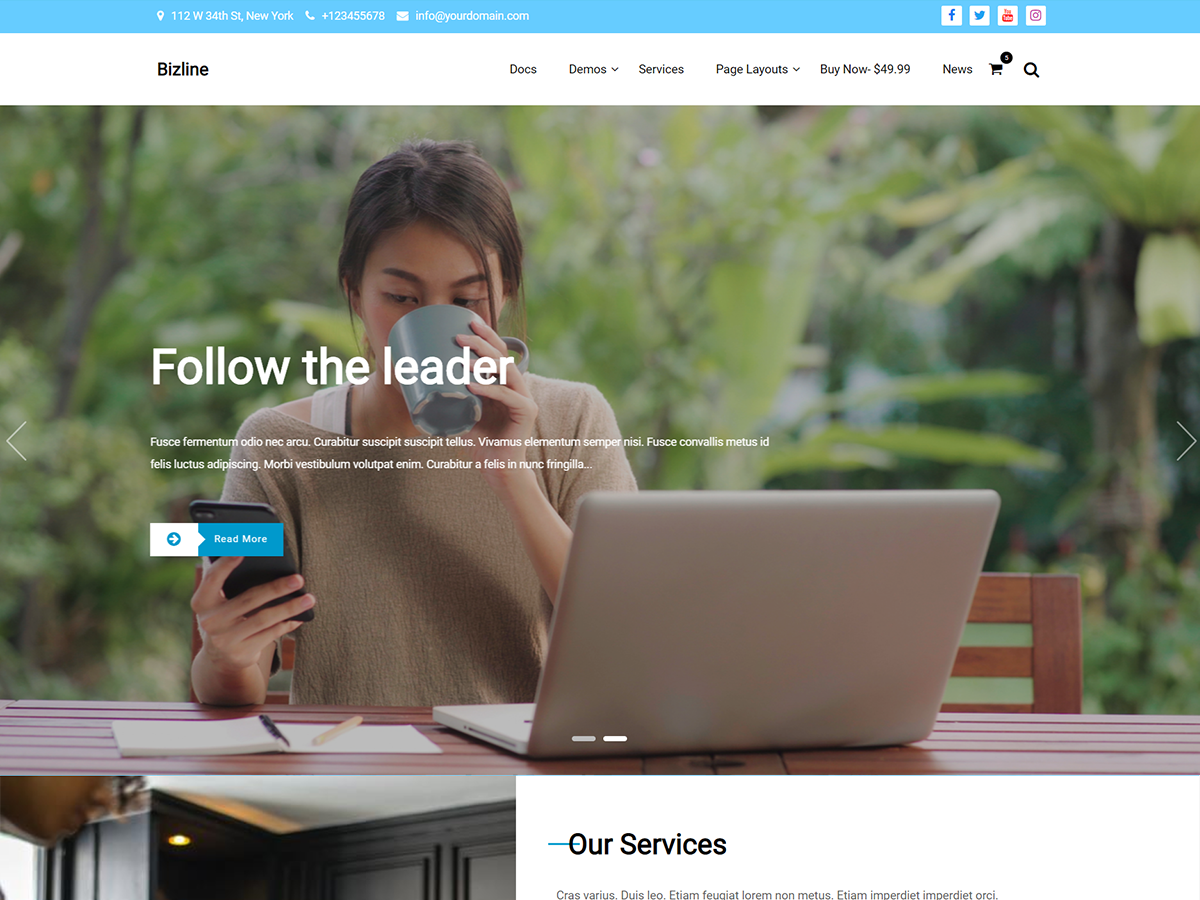 112 W 34th St, New York +123455678 info@yourdomain.com
Bizline
Docs Demos Services Page Layouts Buy Now- $49.99 News 5
Follow the leader
Fusce fermentum odio nec arcu. Curabitur suscipit suscipit tellus. Vivamus elementum semper nisi. Fusce convallis metus id
felis luctus adipiscing. Morbi vestibulum volutpat enim. Curabitur a felis in nunc fringilla...
Read More
Our Services
Cras varius. Duis leo. Etiam feugiat lorem non metus. Etiam imperdiet imperdiet orci.